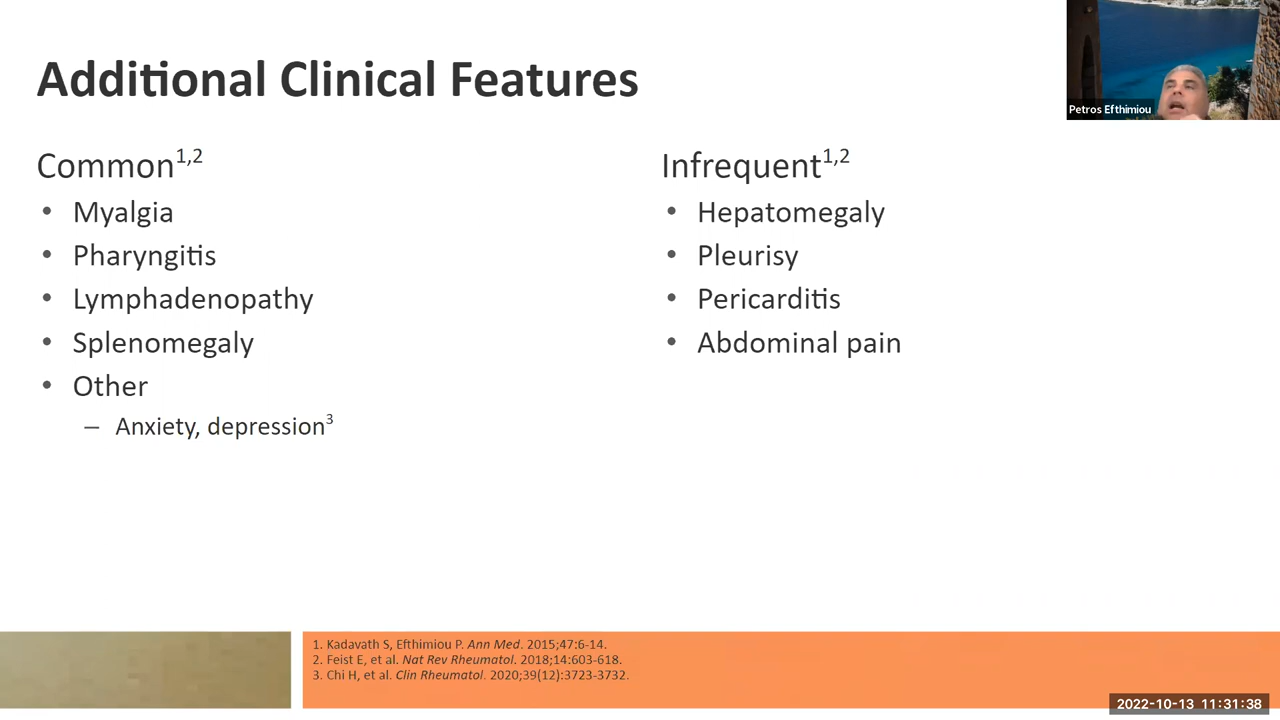 Additional Clinical Features
Petros Efthimiou
Common1,2
• Myalgia
• Pharyngitis
• Lymphadenopathy
• Splenomegaly
• Other
– Anxiety, depression3
Infrequent1,2
• Hepatomegaly
• Pleurisy
• Pericarditis
• Abdominal pain
1. Kadavath S, Efthimiou P. Ann Med. 2015;47:6-14.
2. Feist E, et al. Nat Rev Rheumatol. 2018;14:603-618.
3. Chi H, et al. Clin Rheumatol. 2020;39(12):3723-3732.
2022-10-13 11:31:38